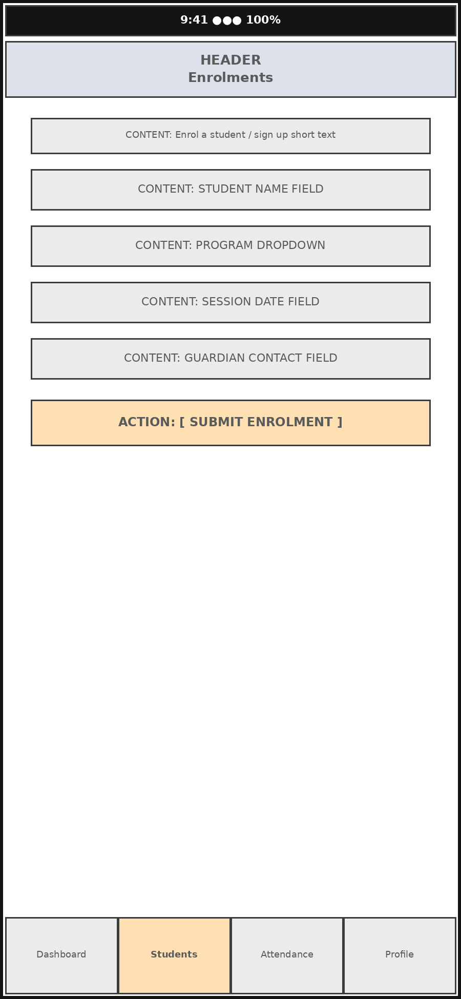 9:41 ●●● 100%
HEADER
Enrolments
CONTENT: Enrol a student / sign up short text
CONTENT: STUDENT NAME FIELD
CONTENT: PROGRAM DROPDOWN
CONTENT: SESSION DATE FIELD
CONTENT: GUARDIAN CONTACT FIELD
ACTION: [ SUBMIT ENROLMENT ]
Dashboard
Students
Attendance
Profile